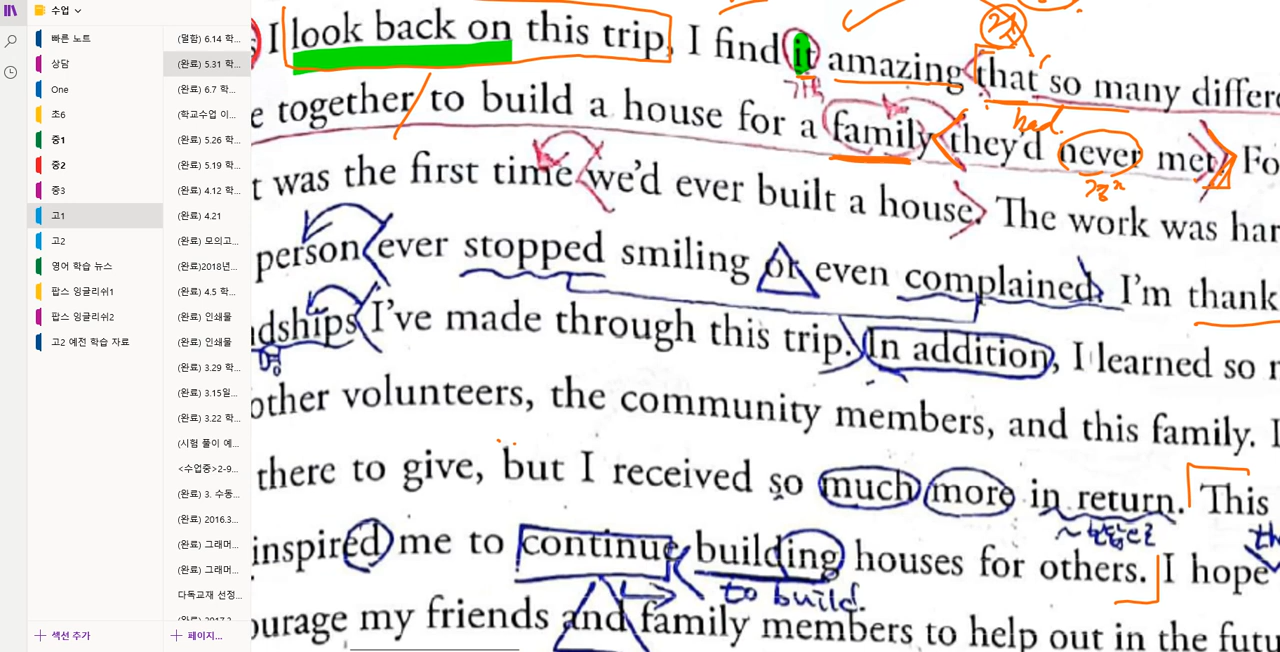 수업
빠른 노트
상담
One
초6
중1
중2
중3
고1
고2
영어 학습 뉴스
팝스 잉글리쉬1
팝스 잉글리쉬2
고2 예전 학습 자료
섹션 추가
(월함) 6.14 학...
(완료) 5.31 학...
(완료) 6.7 학...
(학교수업 이...
(완료) 5.26 학...
(완료) 5.19 학...
(완료) 4.12 학...
(완료) 4.21
(완료) 모의고...
(완료)2018년...
(완료) 4.5 학...
(완료) 인쇄물
(완료) 인쇄물
(완료) 3.29 학...
(완료) 3.15일...
(완료) 3.22 학...
(시험 풀이 예...
<수업중>2-9...
(완료) 3. 수동...
(완료) 2016.3...
(완료) 그래머...
(완료) 그래머...
다독교재 선정...
페이지...
I look back on this trip, I find it amazing that so many differe
had
e together to build a house for a family they'd never met. Fo
t was the first time we'd ever built a house. The work was har
person ever stopped smiling or even complained. I'm thank
dships I've made through this trip. In addition, I learned so
other volunteers, the community members, and this family. I
there to give, but I received so much more in return. This
inspired me to continue building houses for others. I hope
to build.
ourage my friends and family members to help out in the futu